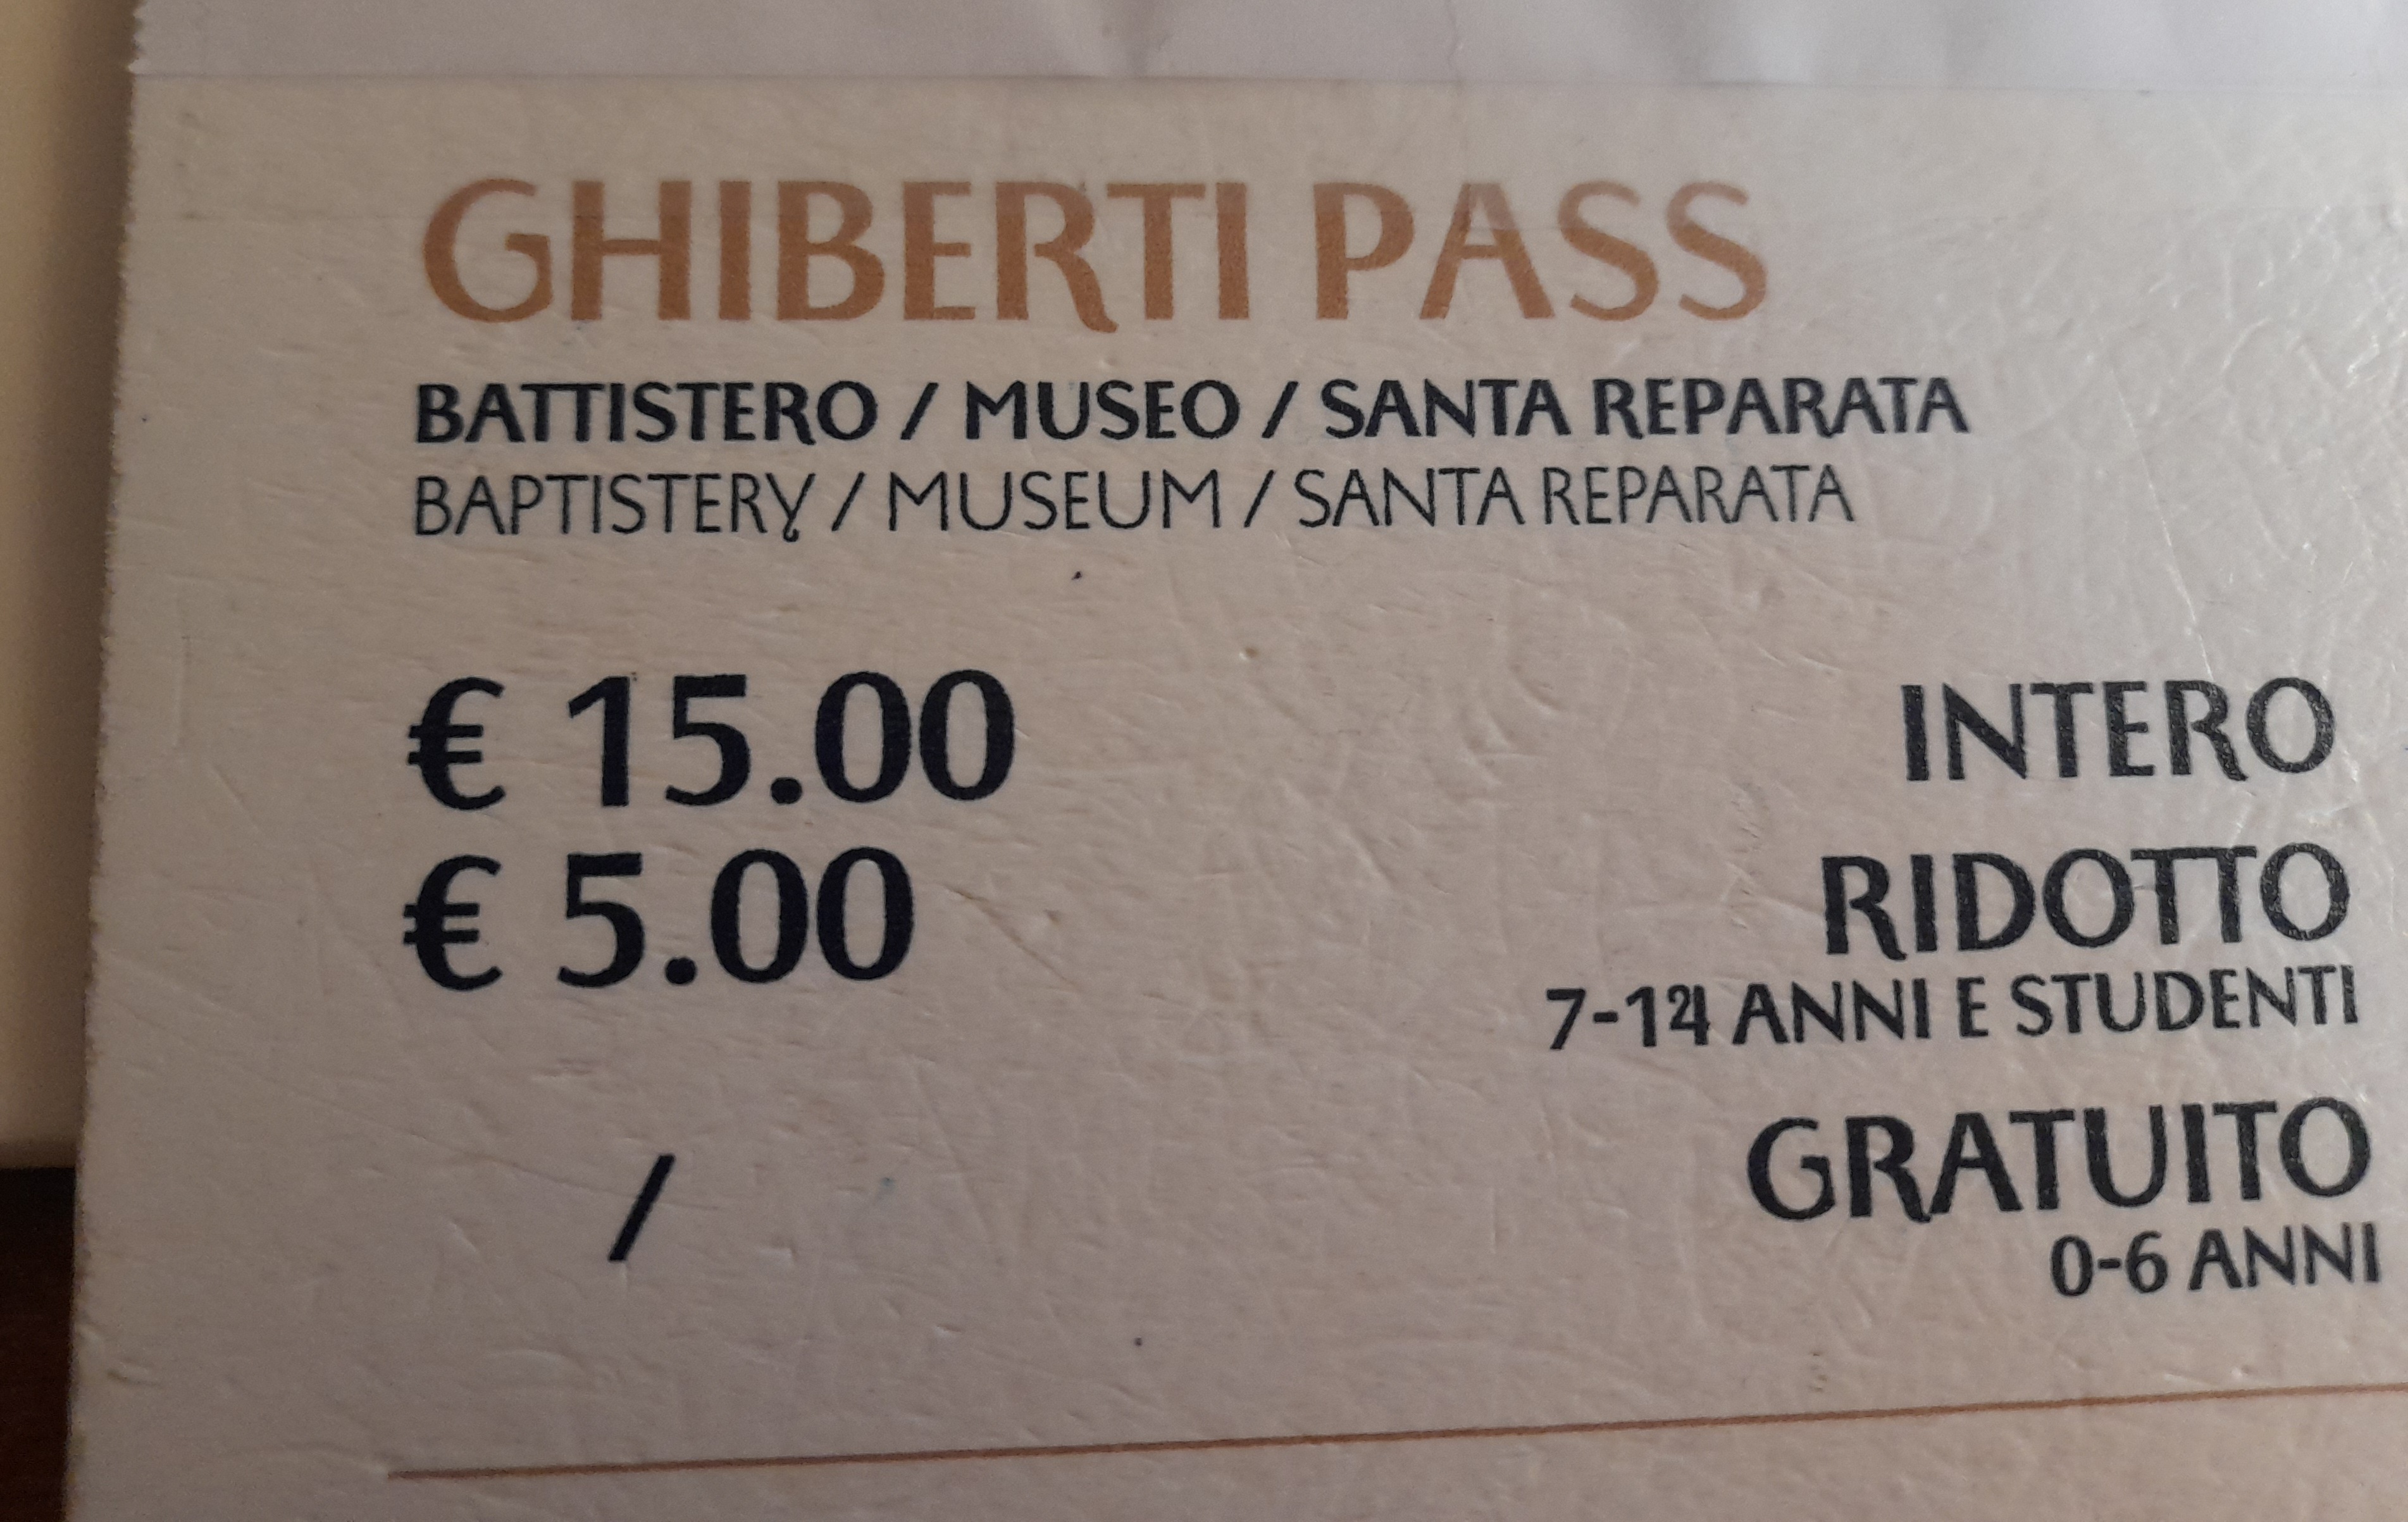 GHIBERTI PASS
BATTISTERO / MUSEO / SANTA REPARATA
BAPTISTERY / MUSEUM / SANTA REPARATA
€ 15.00 INTERO
€ 5.00 RIDOTTO
7-14 ANNI E STUDENTI
/ GRATUITO
0-6 ANNI